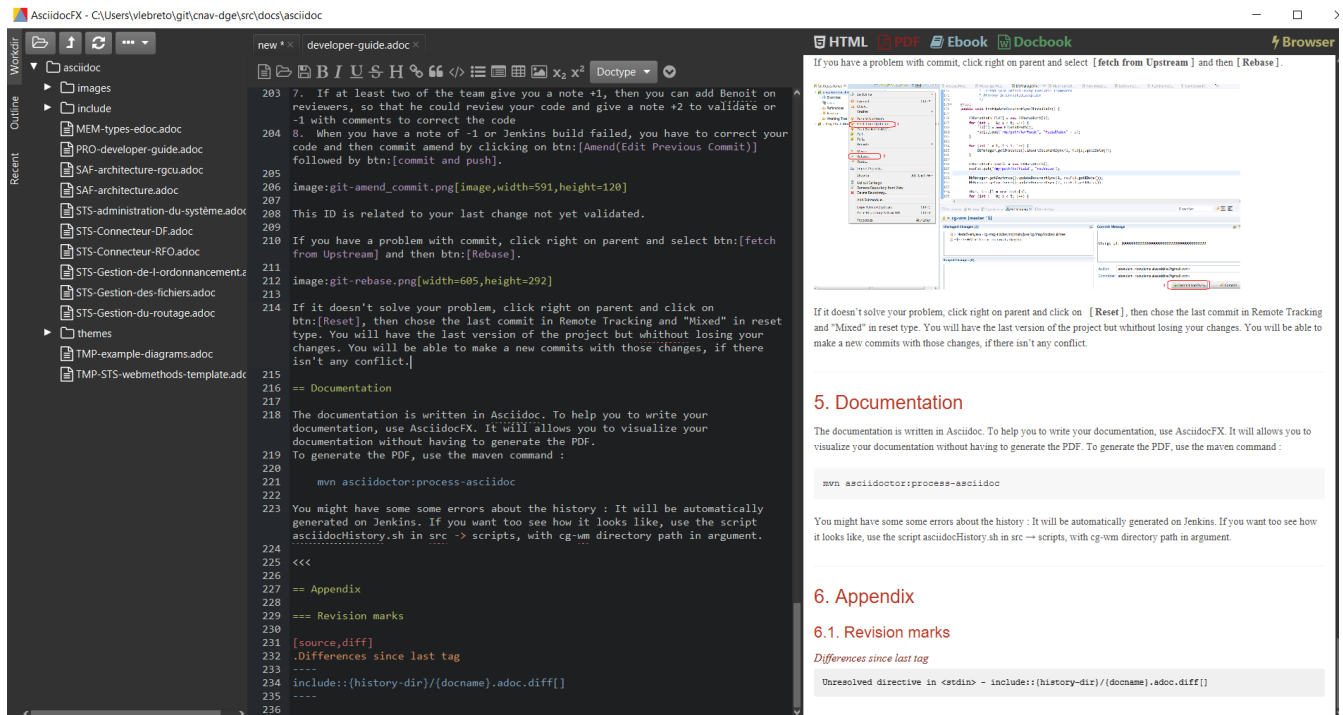 AsciidocFX - C:\Users\vlebreto\git\cnav-dge\src\docs\asciidoc
Workdir
Outline
Recent
asciidoc
images
include
MEM-types-edoc.adoc
PRO-developer-guide.adoc
SAF-architecture-rgcu.adoc
SAF-architecture.adoc
STS-administration-du-système.adoc
STS-Connecteur-DF.adoc
STS-Connecteur-RFO.adoc
STS-Gestion-de-l-ordonnancement.a
STS-Gestion-des-fichiers.adoc
STS-Gestion-du-routage.adoc
themes
TMP-example-diagrams.adoc
TMP-STS-webmethods-template.adc
new * × developer-guide.adoc ×
B I U S H x₂ x² Doctype
203 7. If at least two of the team give you a note +1, then you can add Benoit on
reviewers, so that he could review your code and give a note +2 to validate or
-1 with comments to correct the code
204 8. When you have a note of -1 or Jenkins build failed, you have to correct your
code and then commit amend by clicking on btn:[Amend(Edit Previous Commit)]
followed by btn:[commit and push].
205
206 image:git-amend_commit.png[image,width=591,height=120]
207
208 This ID is related to your last change not yet validated.
209
210 If you have a problem with commit, click right on parent and select btn:[fetch
from Upstream] and then btn:[Rebase].
211
212 image:git-rebase.png[width=605,height=292]
213
214 If it doesn't solve your problem, click right on parent and click on
btn:[Reset], then chose the last commit in Remote Tracking and "Mixed" in reset
type. You will have the last version of the project but whithout losing your
changes. You will be able to make a new commits with those changes, if there
isn't any conflict.
215
216 == Documentation
217
218 The documentation is written in Asciidoc. To help you to write your
documentation, use AsciidocFX. It will allows you to visualize your
documentation without having to generate the PDF.
219 To generate the PDF, use the maven command :
220
221 mvn asciidoctor:process-asciidoc
222
223 You might have some some errors about the history : It will be automatically
generated on Jenkins. If you want too see how it looks like, use the script
asciidocHistory.sh in src -> scripts, with cg-wm directory path in argument.
224
225 <<<
226
227 == Appendix
228
229 === Revision marks
230
231 [source,diff]
232 .Differences since last tag
233 ----
234 include::{history-dir}/{docname}.adoc.diff[]
235 ----
236
HTML PDF Ebook Docbook Browser
If you have a problem with commit, click right on parent and select [fetch from Upstream] and then [Rebase].
If it doesn't solve your problem, click right on parent and click on [Reset], then chose the last commit in Remote Tracking
and "Mixed" in reset type. You will have the last version of the project but whithout losing your changes. You will be able to
make a new commits with those changes, if there isn't any conflict.
5. Documentation
The documentation is written in Asciidoc. To help you to write your documentation, use AsciidocFX. It will allows you to
visualize your documentation without having to generate the PDF. To generate the PDF, use the maven command :
mvn asciidoctor:process-asciidoc
You might have some some errors about the history : It will be automatically generated on Jenkins. If you want too see how
it looks like, use the script asciidocHistory.sh in src → scripts, with cg-wm directory path in argument.
6. Appendix
6.1. Revision marks
Differences since last tag
Unresolved directive in <stdin> - include::{history-dir}/{docname}.adoc.diff[]